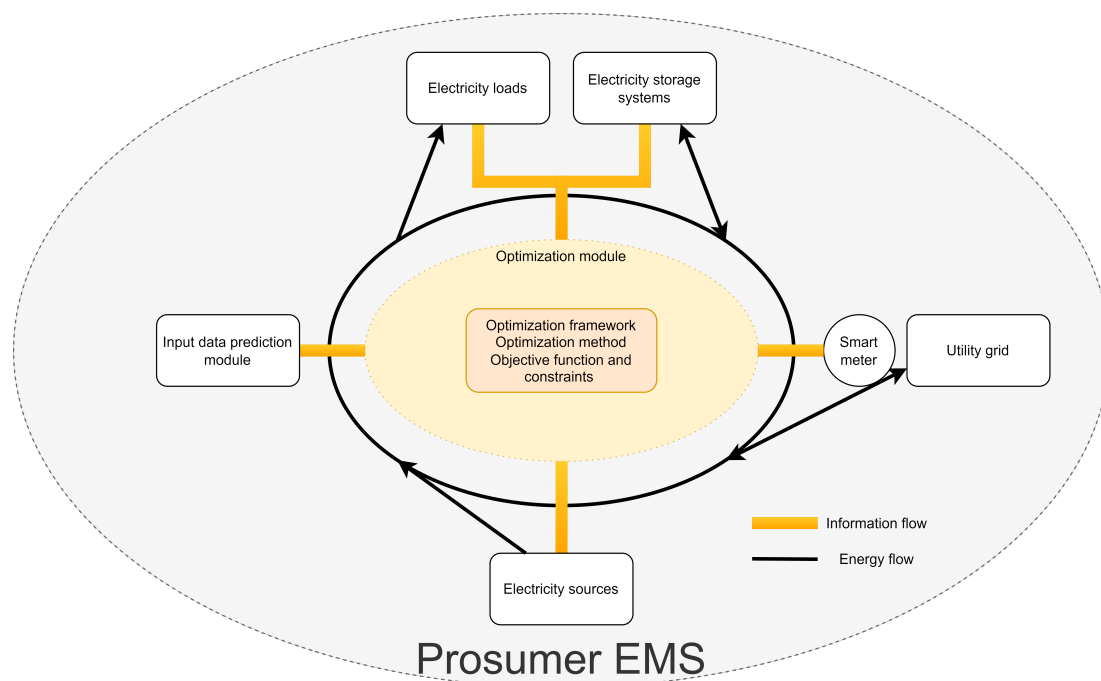 Electricity loads
Electricity storage
systems
Optimization module
Input data prediction
module
Optimization framework
Optimization method
Objective function and
constraints
Smart
meter
Utility grid
Information flow
Energy flow
Electricity sources
Prosumer EMS